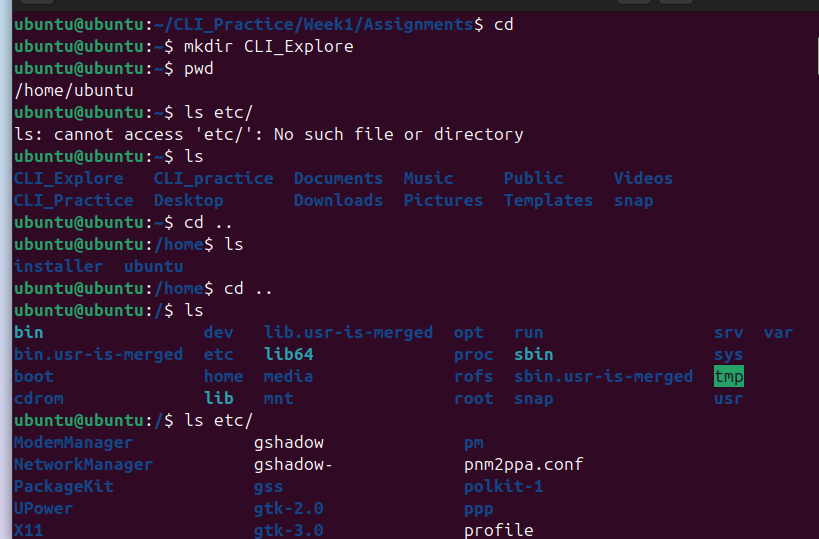 ubuntu@ubuntu:~/CLI_Practice/Week1/Assignments$ cd
ubuntu@ubuntu:~$ mkdir CLI_Explore
ubuntu@ubuntu:~$ pwd
/home/ubuntu
ubuntu@ubuntu:~$ ls etc/
ls: cannot access 'etc/': No such file or directory
ubuntu@ubuntu:~$ ls
CLI_Explore   CLI_practice  Documents  Music     Public     Videos
CLI_Practice  Desktop       Downloads  Pictures  Templates  snap
ubuntu@ubuntu:~$ cd ..
ubuntu@ubuntu:/home$ ls
installer  ubuntu
ubuntu@ubuntu:/home$ cd ..
ubuntu@ubuntu:/$ ls
bin                dev   lib.usr-is-merged  opt   run                 srv  var
bin.usr-is-merged  etc   lib64              proc  sbin                sys
boot               home  media              rofs  sbin.usr-is-merged  tmp
cdrom              lib   mnt                root  snap                usr
ubuntu@ubuntu:/$ ls etc/
ModemManager            gshadow              pm
NetworkManager          gshadow-             pnm2ppa.conf
PackageKit              gss                  polkit-1
UPower                  gtk-2.0              ppp
X11                     gtk-3.0              profile